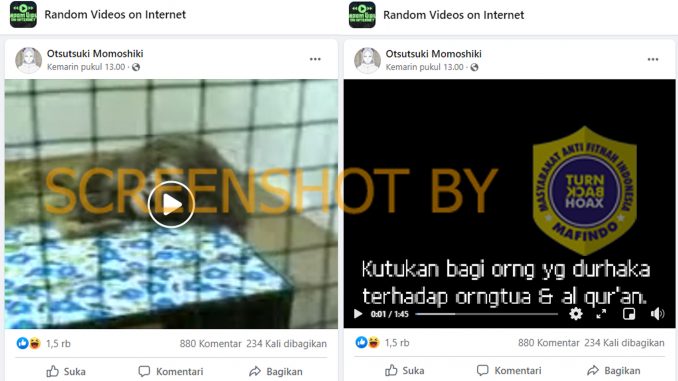 Random Videos on Internet
Otsutsuki Momoshiki
Kemarin pukul 13.00 ·
1,5 rb
880 Komentar 234 Kali dibagikan
Suka
Komentari
Bagikan
Random Videos on Internet
Otsutsuki Momoshiki
Kemarin pukul 13.00 ·
SCREENSHOT BY
MASYARAKAT ANTI FITNAH INDONESIA
TURN
BACK
HOAX
MAFINDO
Kutukan bagi orng yg durhaka
terhadap orngtua & al qur'an.
0:01 / 1:45
1,5 rb
880 Komentar 234 Kali dibagikan
Suka
Komentari
Bagikan